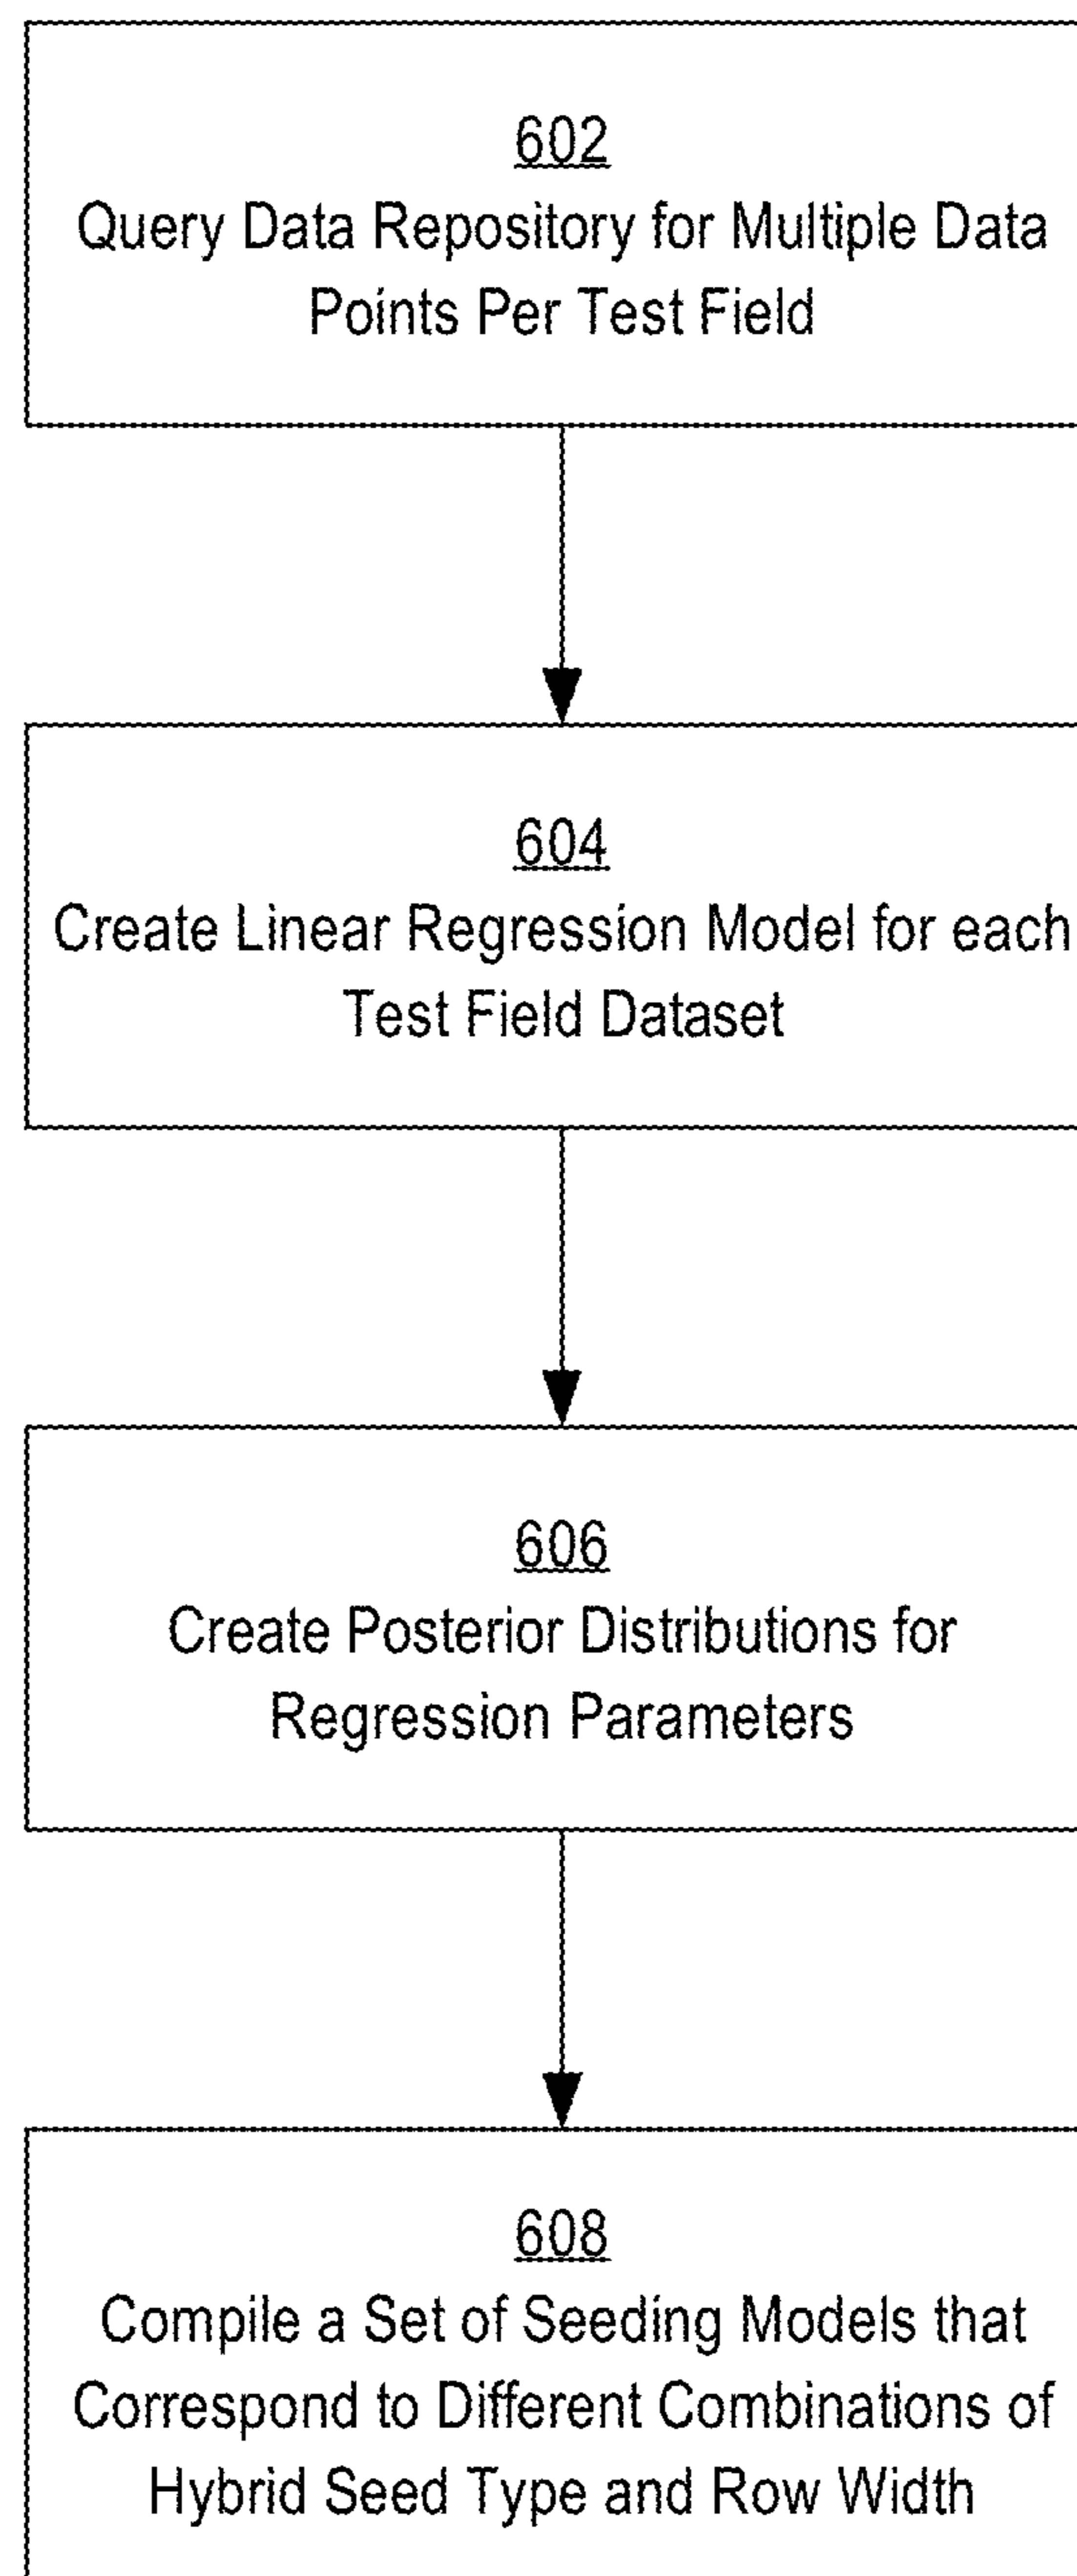 602
Query Data Repository for Multiple Data
Points Per Test Field
604
Create Linear Regression Model for each
Test Field Dataset
606
Create Posterior Distributions for
Regression Parameters
608
Compile a Set of Seeding Models that
Correspond to Different Combinations of
Hybrid Seed Type and Row Width